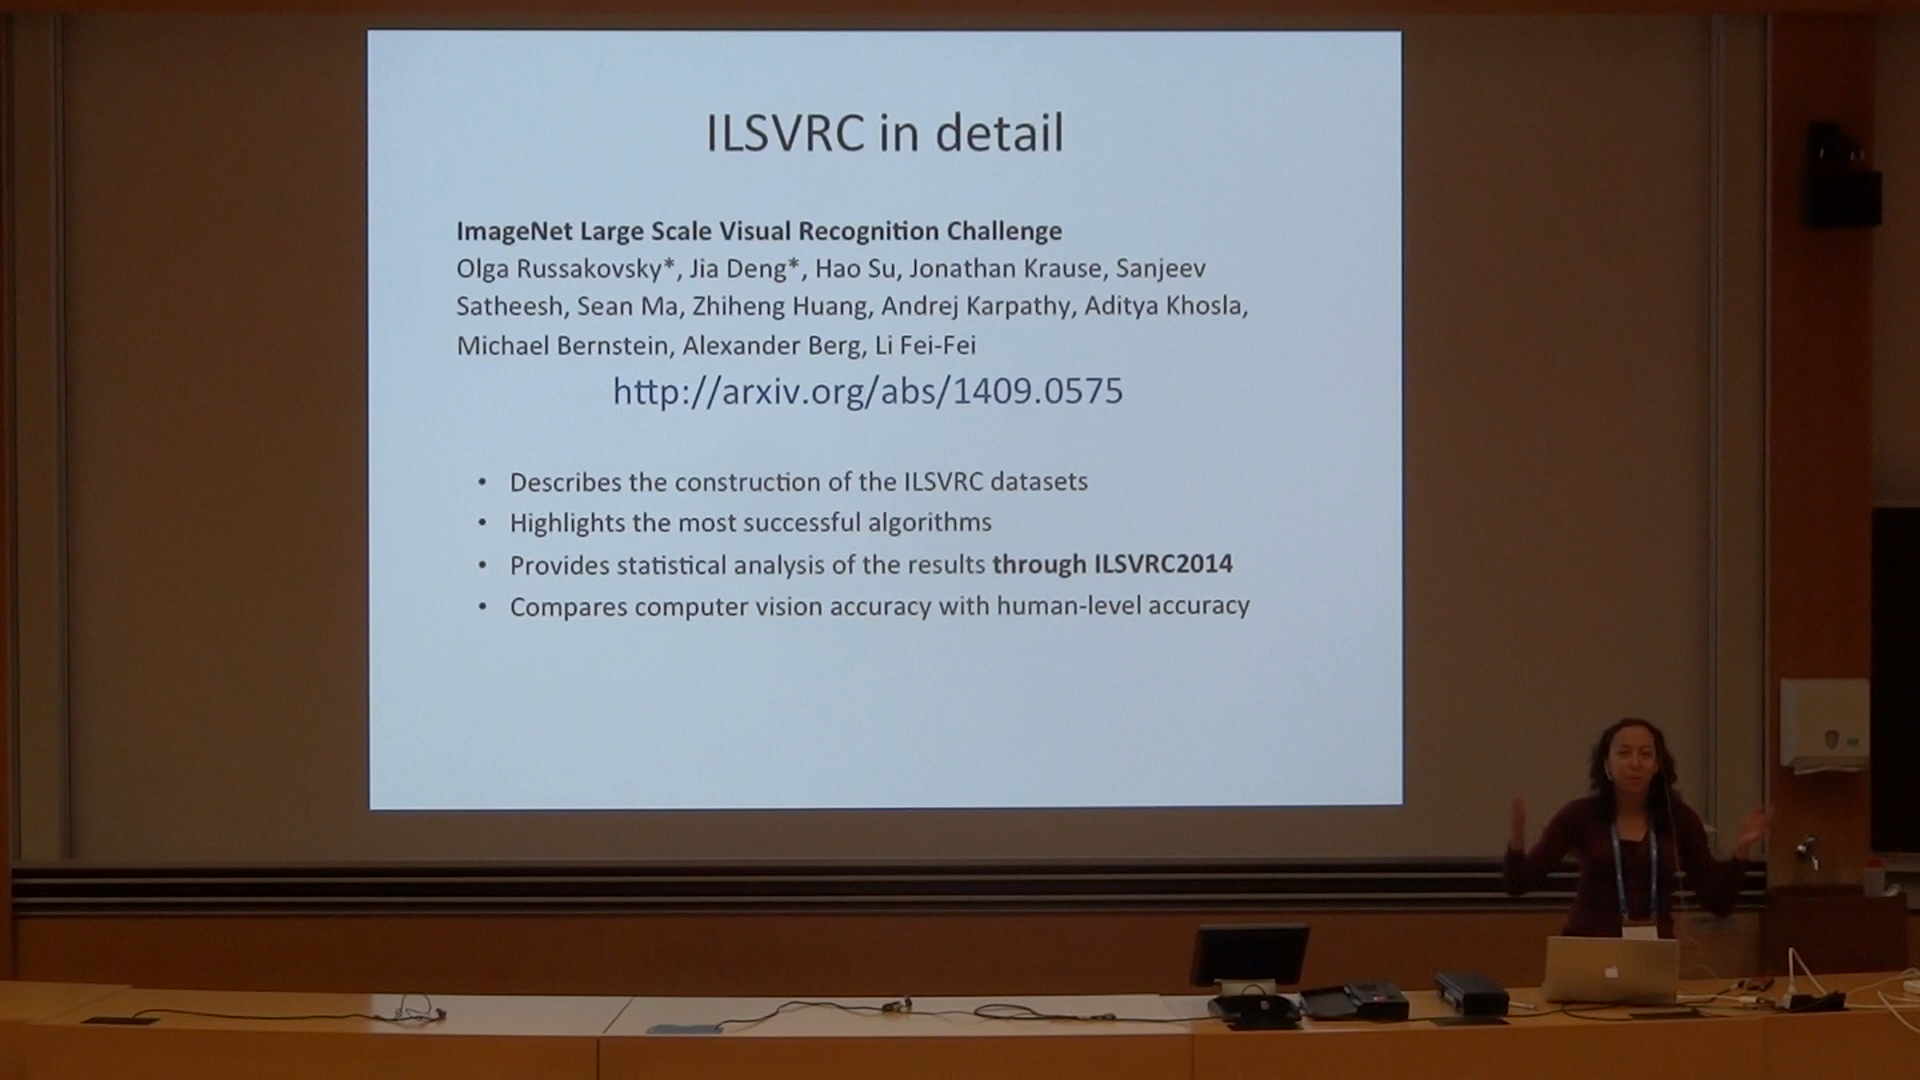 ILSVRC in detail
ImageNet Large Scale Visual Recognition Challenge
Olga Russakovsky*, Jia Deng*, Hao Su, Jonathan Krause, Sanjeev
Satheesh, Sean Ma, Zhiheng Huang, Andrej Karpathy, Aditya Khosla,
Michael Bernstein, Alexander Berg, Li Fei-Fei
http://arxiv.org/abs/1409.0575
• Describes the construction of the ILSVRC datasets
• Highlights the most successful algorithms
• Provides statistical analysis of the results through ILSVRC2014
• Compares computer vision accuracy with human-level accuracy